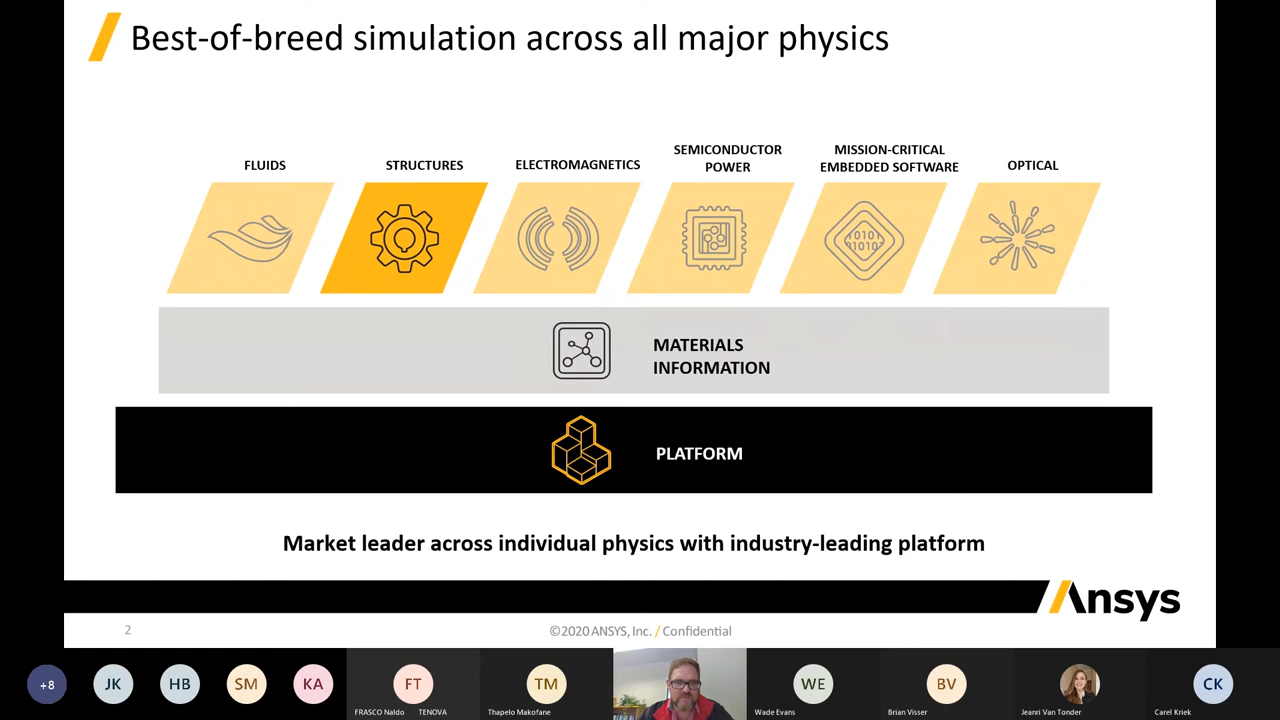 Best-of-breed simulation across all major physics
FLUIDS
STRUCTURES
ELECTROMAGNETICS
SEMICONDUCTOR
POWER
MISSION-CRITICAL
EMBEDDED SOFTWARE
OPTICAL
10101
01010
MATERIALS
INFORMATION
PLATFORM
Market leader across individual physics with industry-leading platform
Ansys
2
©2020 ANSYS, Inc. / Confidential
+8
JK
HB
SM
KA
FT
FRASCO Naldo TENOVA
TM
Thapelo Makofane
WE
Wade Evans
BV
Brian Visser
Jeanri Van Tonder
CK
Carel Kriek